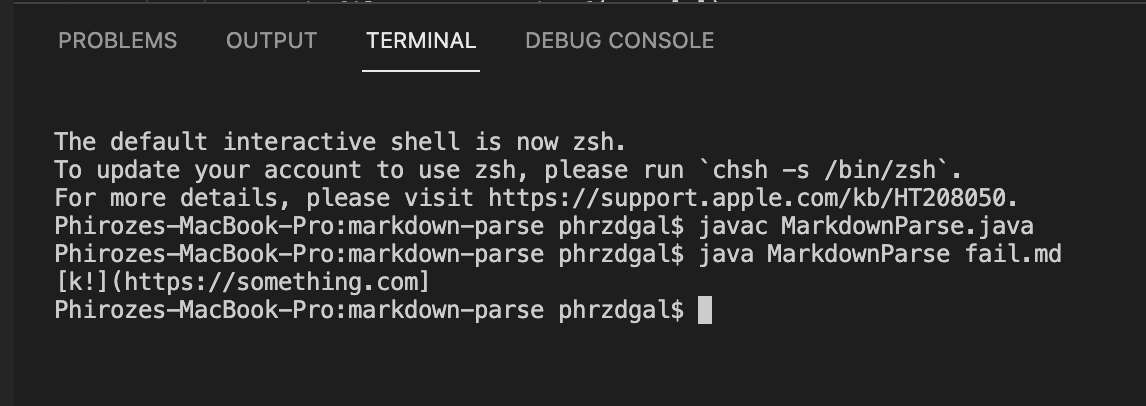 PROBLEMS OUTPUT TERMINAL DEBUG CONSOLE
The default interactive shell is now zsh.
To update your account to use zsh, please run `chsh -s /bin/zsh`.
For more details, please visit https://support.apple.com/kb/HT208050.
Phirozes-MacBook-Pro:markdown-parse phrzdgal$ javac MarkdownParse.java
Phirozes-MacBook-Pro:markdown-parse phrzdgal$ java MarkdownParse fail.md
[k!](https://something.com]
Phirozes-MacBook-Pro:markdown-parse phrzdgal$